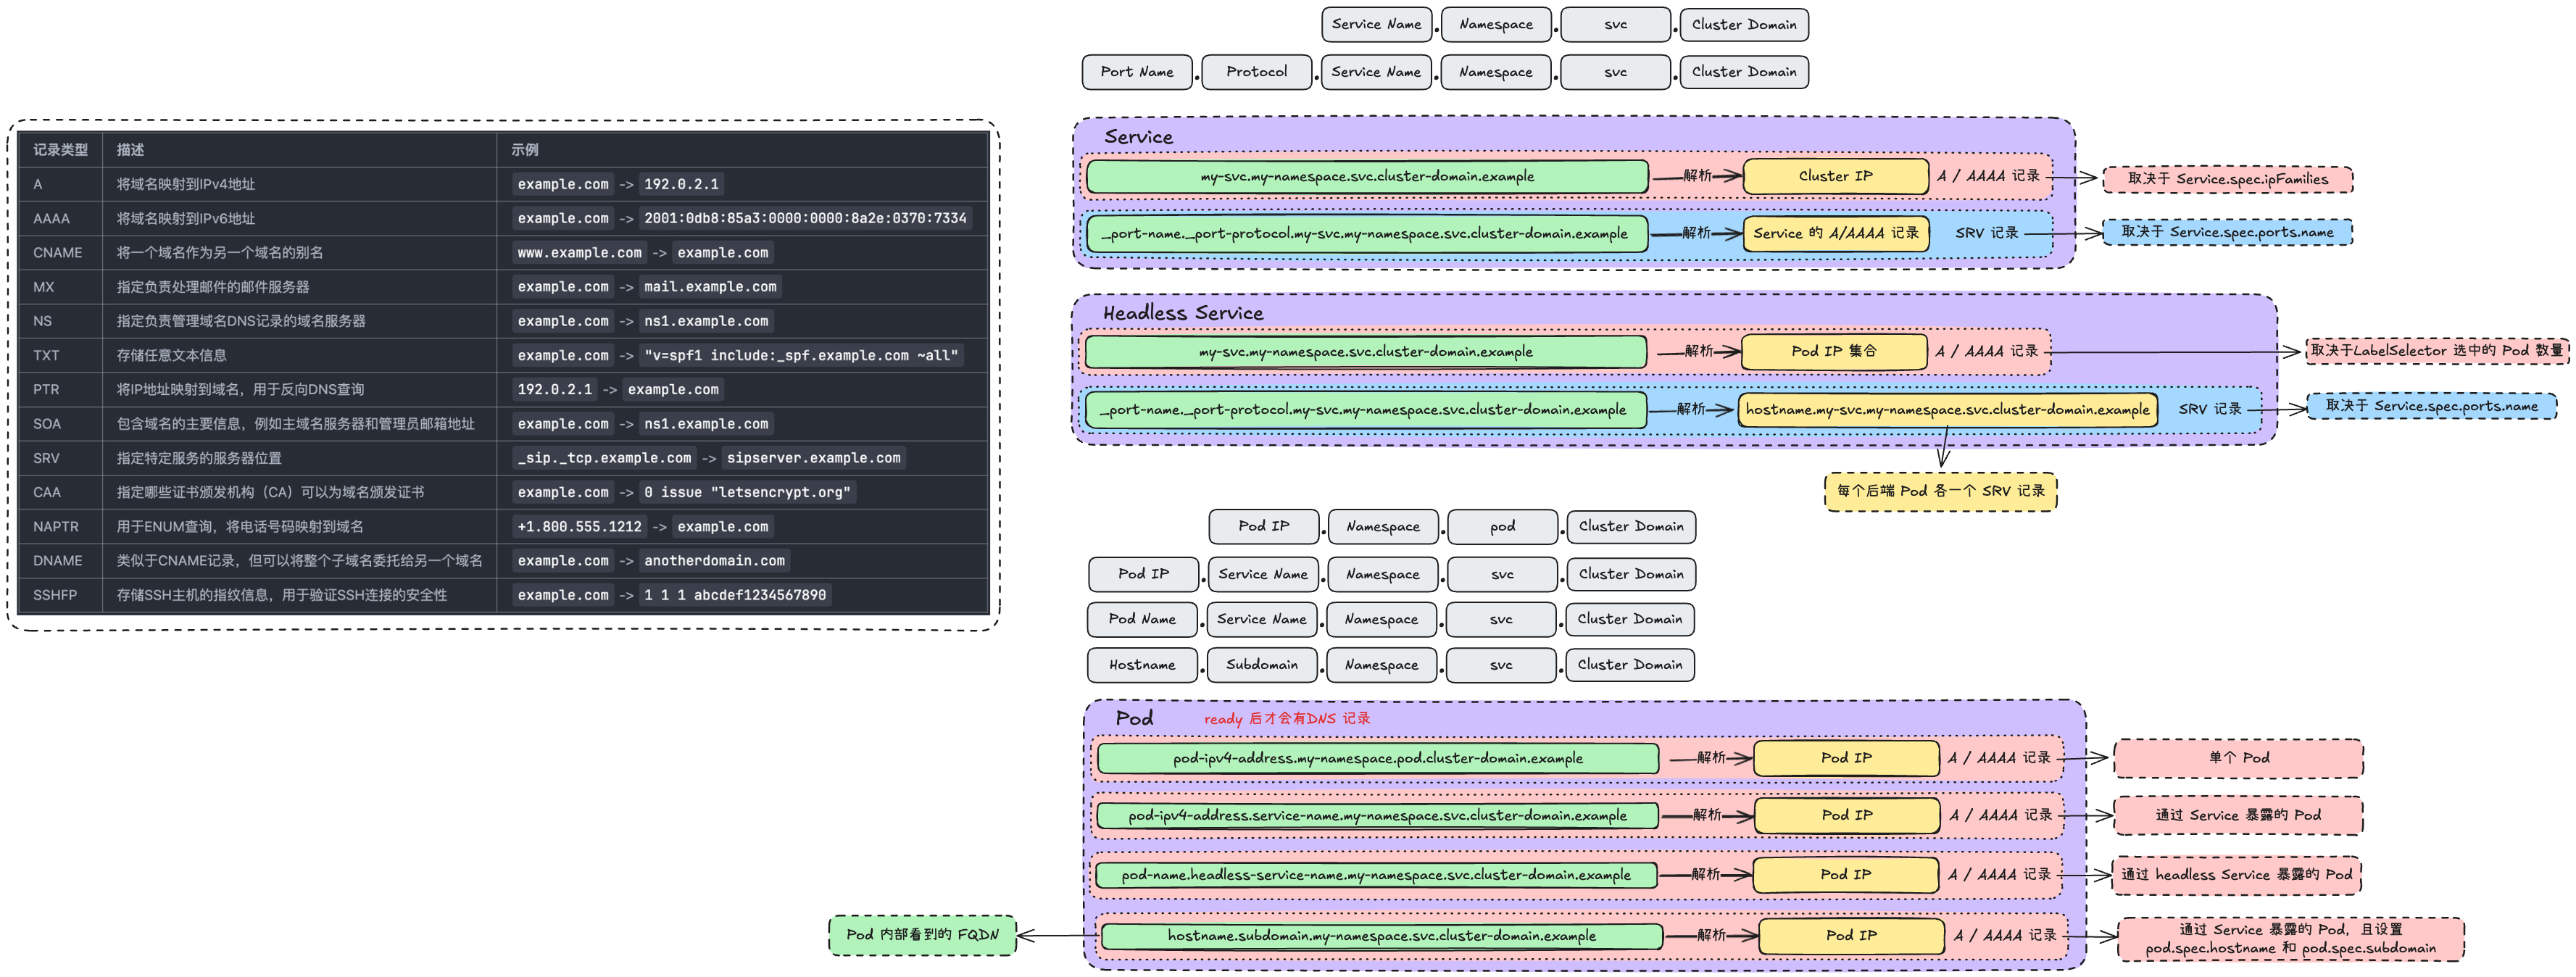 Service Name . Namespace . svc . Cluster Domain
Port Name . Protocol . Service Name . Namespace . svc . Cluster Domain
记录类型 描述 示例
A 将域名映射到IPv4地址 example.com -> 192.0.2.1
AAAA 将域名映射到IPv6地址 example.com -> 2001:0db8:85a3:0000:0000:8a2e:0370:7334
CNAME 将一个域名作为另一个域名的别名 www.example.com -> example.com
MX 指定负责处理邮件的邮件服务器 example.com -> mail.example.com
NS 指定负责管理域名DNS记录的域名服务器 example.com -> ns1.example.com
TXT 存储任意文本信息 example.com -> "v=spf1 include:_spf.example.com ~all"
PTR 将IP地址映射到域名，用于反向DNS查询 192.0.2.1 -> example.com
SOA 包含域名的主要信息，例如主域名服务器和管理员邮箱地址 example.com -> ns1.example.com
SRV 指定特定服务的服务器位置 _sip._tcp.example.com -> sipserver.example.com
CAA 指定哪些证书颁发机构（CA）可以为域名颁发证书 example.com -> 0 issue "letsencrypt.org"
NAPTR 用于ENUM查询，将电话号码映射到域名 +1.800.555.1212 -> example.com
DNAME 类似于CNAME记录，但可以将整个子域名委托给另一个域名 example.com -> anotherdomain.com
SSHFP 存储SSH主机的指纹信息，用于验证SSH连接的安全性 example.com -> 1 1 1 abcdef1234567890
Service
my-svc.my-namespace.svc.cluster-domain.example 解析 Cluster IP A / AAAA 记录 取决于 Service.spec.ipFamilies
_port-name._port-protocol.my-svc.my-namespace.svc.cluster-domain.example 解析 Service 的 A/AAAA 记录 SRV 记录 取决于 Service.spec.ports.name
Headless Service
my-svc.my-namespace.svc.cluster-domain.example 解析 Pod IP 集合 A / AAAA 记录 取决于LabelSelector 选中的 Pod 数量
_port-name._port-protocol.my-svc.my-namespace.svc.cluster-domain.example 解析 hostname.my-svc.my-namespace.svc.cluster-domain.example SRV 记录 取决于 Service.spec.ports.name
每个后端 Pod 各一个 SRV 记录
Pod IP . Namespace . pod . Cluster Domain
Pod IP . Service Name . Namespace . svc . Cluster Domain
Pod Name . Service Name . Namespace . svc . Cluster Domain
Hostname . Subdomain . Namespace . svc . Cluster Domain
Pod ready 后才会有DNS 记录
pod-ipv4-address.my-namespace.pod.cluster-domain.example 解析 Pod IP A / AAAA 记录 单个 Pod
pod-ipv4-address.service-name.my-namespace.svc.cluster-domain.example 解析 Pod IP A / AAAA 记录 通过 Service 暴露的 Pod
pod-name.headless-service-name.my-namespace.svc.cluster-domain.example 解析 Pod IP A / AAAA 记录 通过 headless Service 暴露的 Pod
Pod 内部看到的 FQDN hostname.subdomain.my-namespace.svc.cluster-domain.example 解析 Pod IP A / AAAA 记录 通过 Service 暴露的 Pod，且设置
pod.spec.hostname 和 pod.spec.subdomain